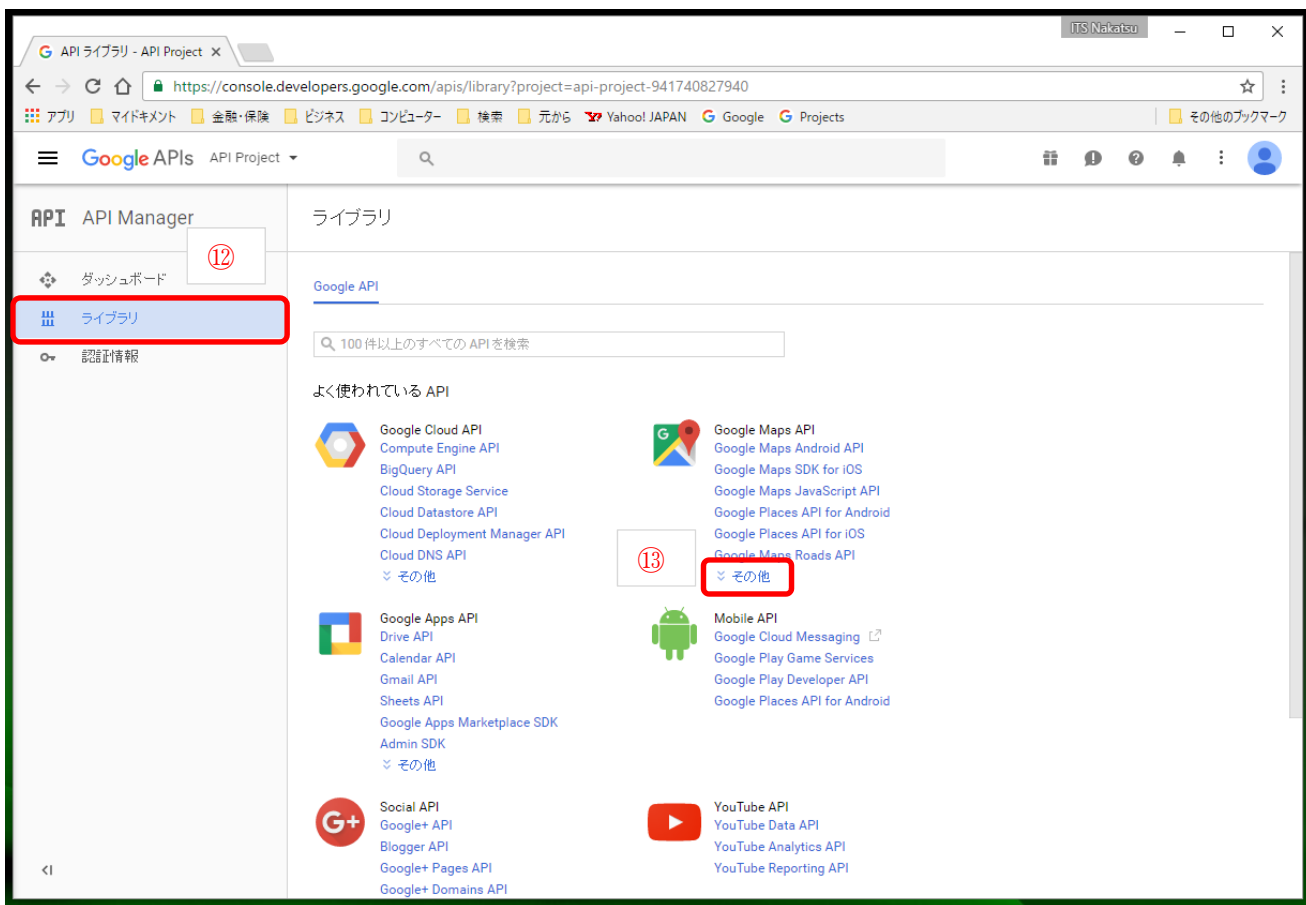 ITS Nakatsu
API ライブラリ - API Project
https://console.developers.google.com/apis/library?project=api-project-941740827940
アプリ マイドキメント 金融・保険 ビジネス コンピューター 検索 元から Yahoo! JAPAN Google Projects その他のブックマーク
Google APIs API Project
API API Manager
ライブラリ
⑫
ダッシュボード
ライブラリ
認証情報
Google API
100 件以上のすべての API を検索
よく使われている API
Google Cloud API
Compute Engine API
BigQuery API
Cloud Storage Service
Cloud Datastore API
Cloud Deployment Manager API
Cloud DNS API
その他
Google Maps API
Google Maps Android API
Google Maps SDK for iOS
Google Maps JavaScript API
Google Places API for Android
Google Places API for iOS
Google Maps Roads API
⑬
その他
Google Apps API
Drive API
Calendar API
Gmail API
Sheets API
Google Apps Marketplace SDK
Admin SDK
その他
Mobile API
Google Cloud Messaging
Google Play Game Services
Google Play Developer API
Google Places API for Android
Social API
Google+ API
Blogger API
Google+ Pages API
Google+ Domains API
YouTube API
YouTube Data API
YouTube Analytics API
YouTube Reporting API